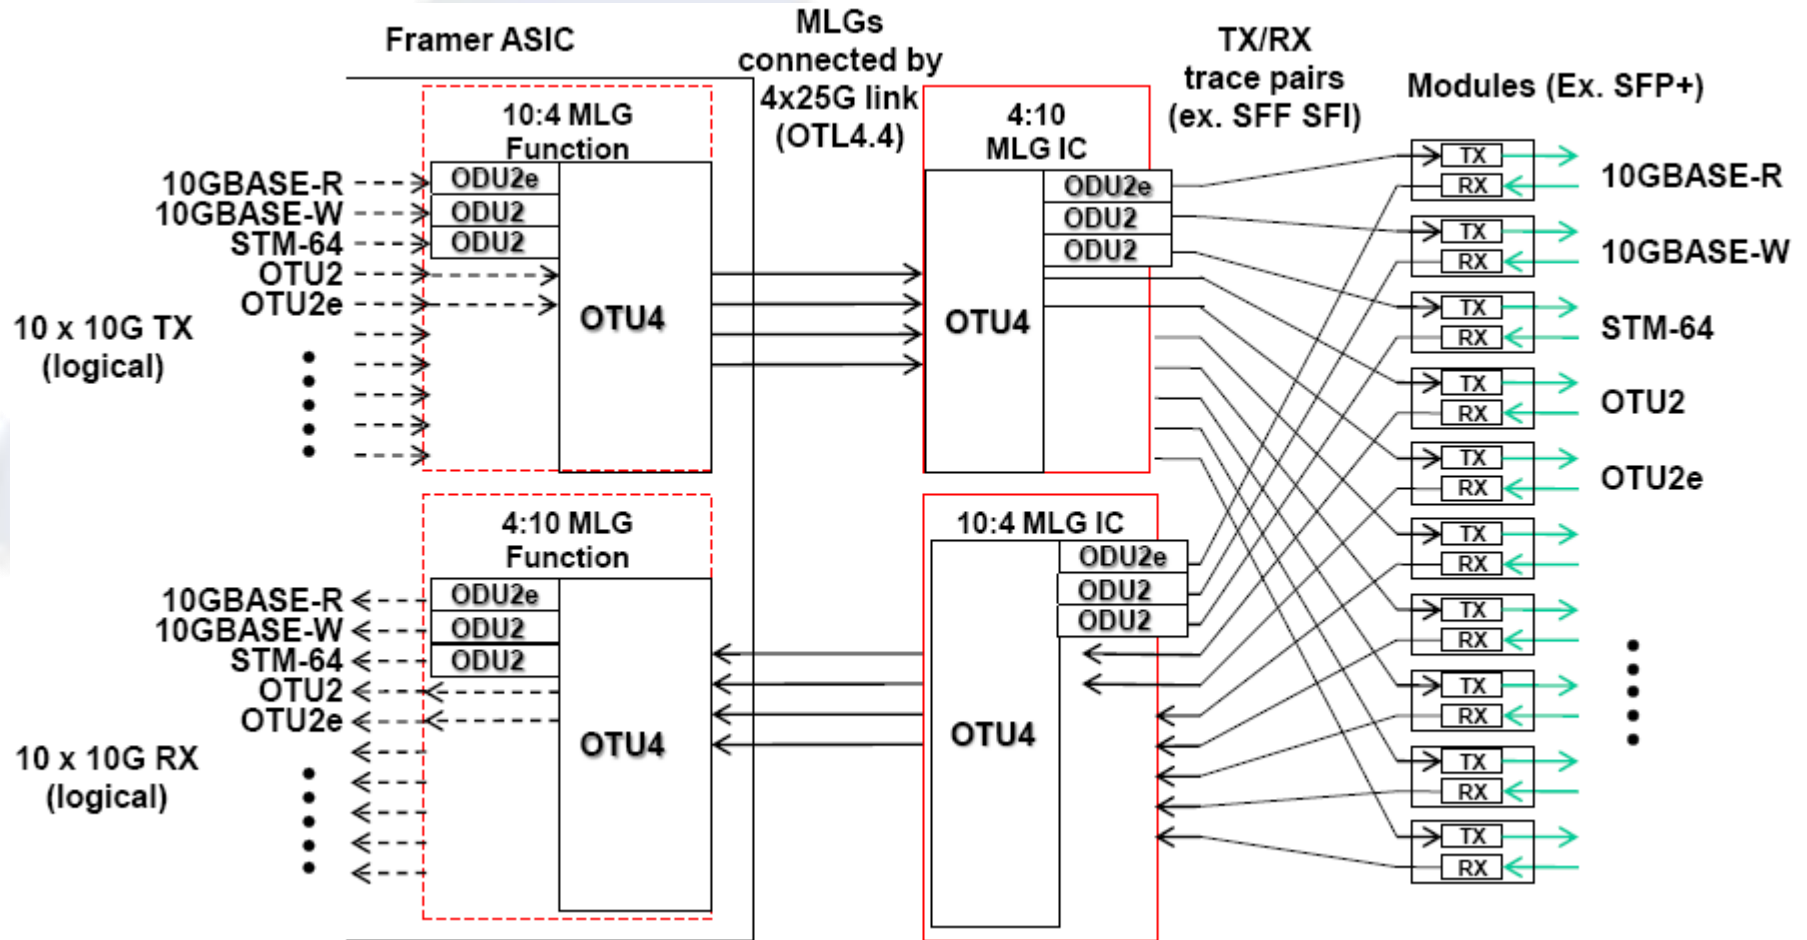 Framer ASIC
MLGs
connected by
4x25G link
(OTL4.4)
TX/RX
trace pairs
(ex. SFF SFI)
Modules (Ex. SFP+)
10:4 MLG
Function
10GBASE-R
10GBASE-W
STM-64
OTU2
OTU2e
10 x 10G TX
(logical)
ODU2e
ODU2
ODU2
OTU4
4:10
MLG IC
ODU2e
ODU2
ODU2
OTU4
TX
RX
10GBASE-R
TX
RX
10GBASE-W
TX
RX
STM-64
TX
RX
OTU2
TX
RX
OTU2e
TX
RX
TX
RX
TX
RX
TX
RX
TX
RX
4:10 MLG
Function
10GBASE-R
10GBASE-W
STM-64
OTU2
OTU2e
10 x 10G RX
(logical)
ODU2e
ODU2
ODU2
OTU4
10:4 MLG IC
ODU2e
ODU2
ODU2
OTU4